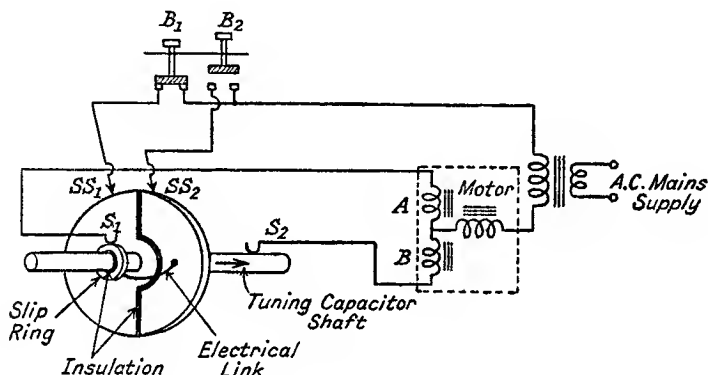 B1 B2
SS1 SS2
S1
S2
A
Motor
B
A.C. Mains
Supply
Slip
Ring
Insulation
Electrical
Link
Tuning Capacitor
Shaft